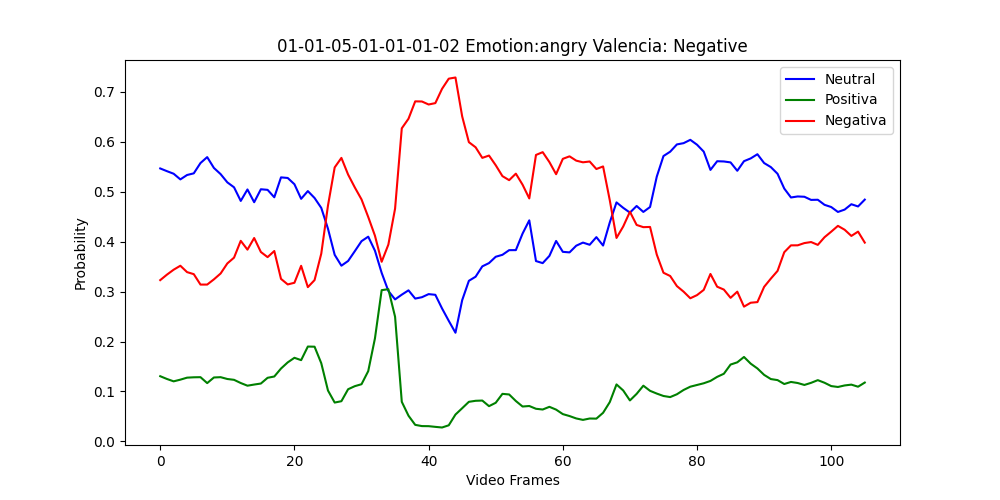 01-01-05-01-01-01-02 Emotion:angry Valencia: Negative
Neutral
Positiva
Negativa
Probability
0.7
0.6
0.5
0.4
0.3
0.2
0.1
0.0
0 20 40 60 80 100
Video Frames